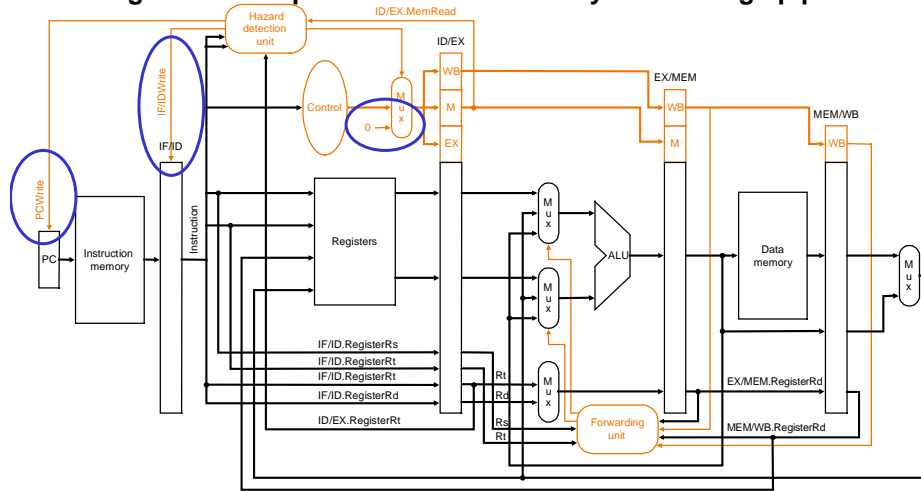 Hazard
detection
unit
ID/EX.MemRead
ID/EX
WB
EX/MEM
IF/IDWrite
Control
M
u
x
M
WB
MEM/WB
0
EX
M
WB
IF/ID
PCWrite
PC
Instruction
memory
Instruction
Registers
M
u
x
ALU
M
u
x
Data
memory
M
u
x
IF/ID.RegisterRs
IF/ID.RegisterRt
IF/ID.RegisterRt
Rt
M
u
x
EX/MEM.RegisterRd
IF/ID.RegisterRd
Rd
ID/EX.RegisterRt
Rs
Rt
Forwarding
unit
MEM/WB.RegisterRd